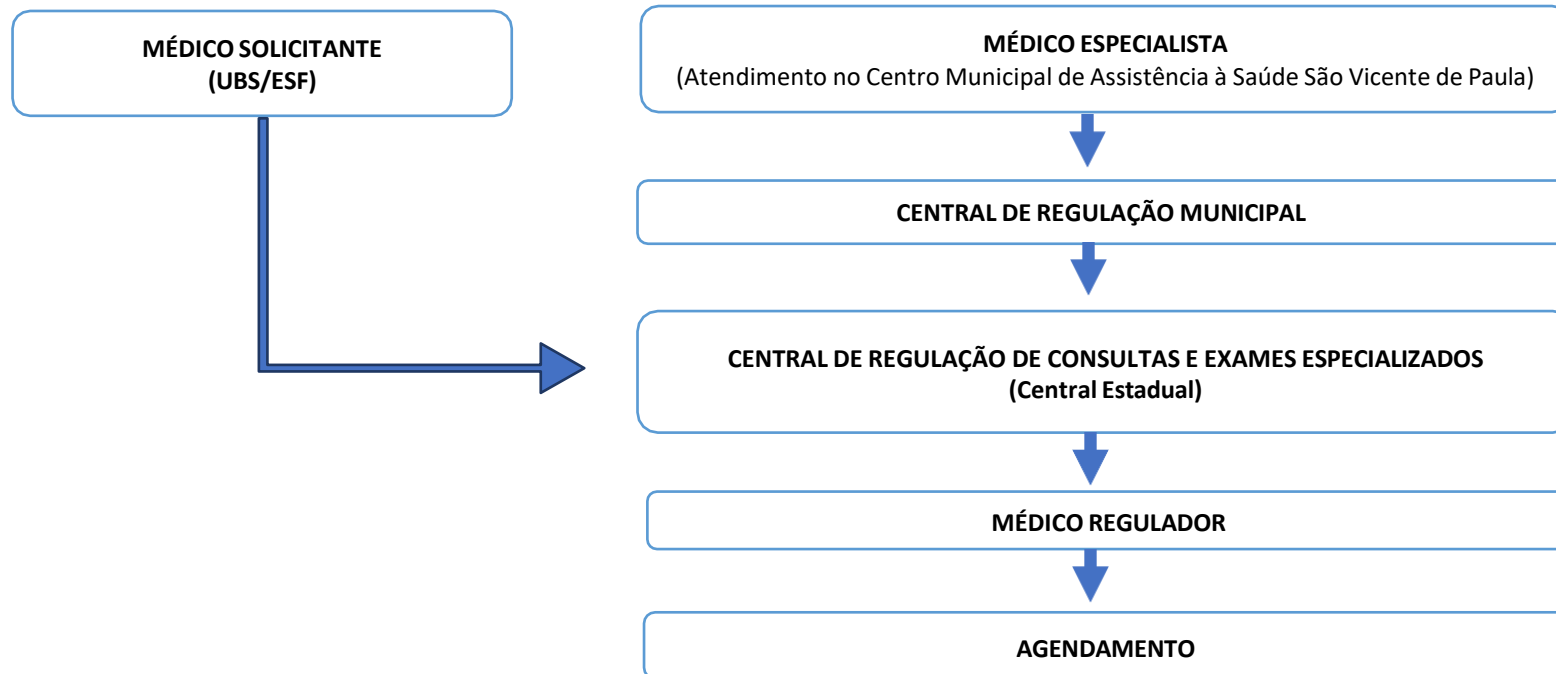 MÉDICO SOLICITANTE
(UBS/ESF)
MÉDICO ESPECIALISTA
(Atendimento no Centro Municipal de Assistência à Saúde São Vicente de Paula)
CENTRAL DE REGULAÇÃO MUNICIPAL
CENTRAL DE REGULAÇÃO DE CONSULTAS E EXAMES ESPECIALIZADOS
(Central Estadual)
MÉDICO REGULADOR
AGENDAMENTO